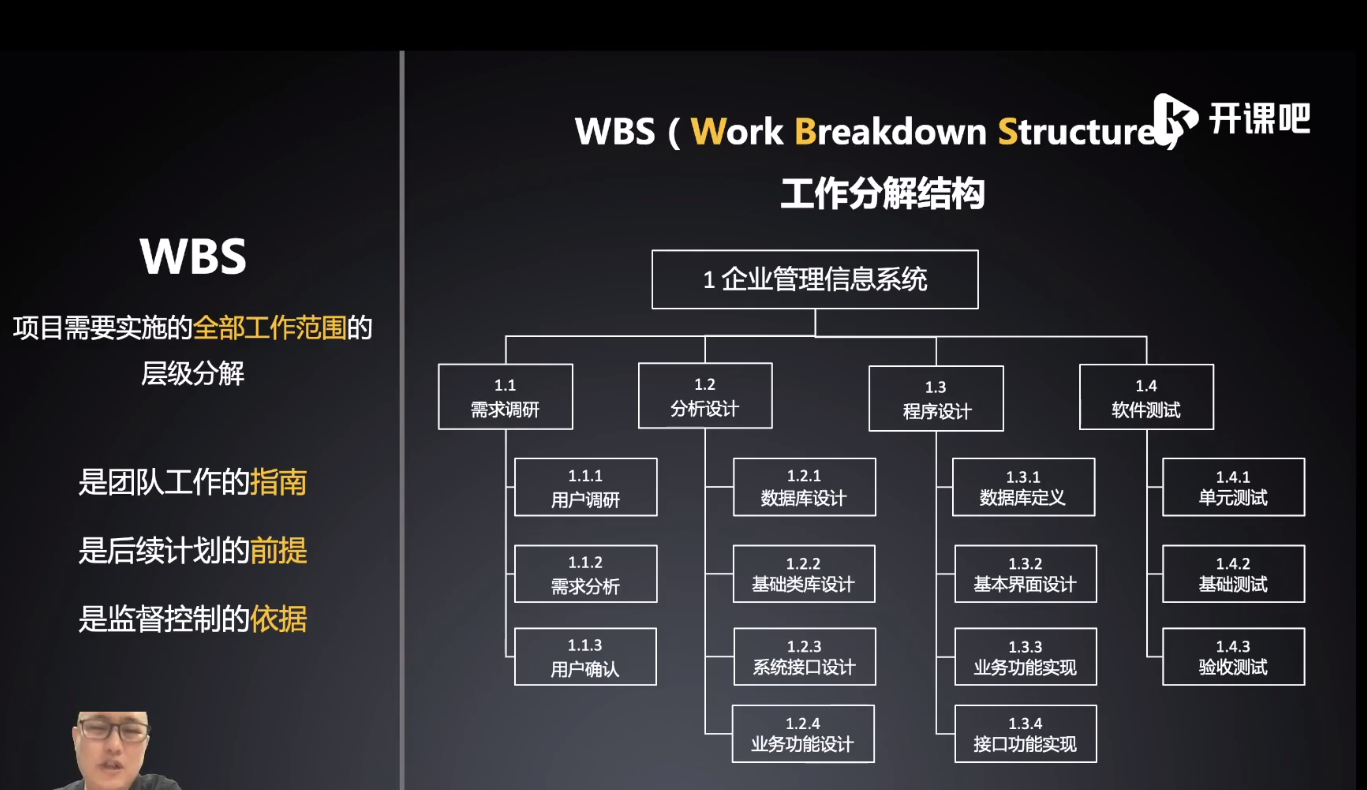 WBS
项目需要实施的全部工作范围的
层级分解
是团队工作的指南
是后续计划的前提
是监督控制的依据
WBS（Work Breakdown Structure）
开课吧
工作分解结构
1 企业管理信息系统
1.1
需求调研
1.1.1
用户调研
1.1.2
需求分析
1.1.3
用户确认
1.2
分析设计
1.2.1
数据库设计
1.2.2
基础类库设计
1.2.3
系统接口设计
1.2.4
业务功能设计
1.3
程序设计
1.3.1
数据库定义
1.3.2
基本界面设计
1.3.3
业务功能实现
1.3.4
接口功能实现
1.4
软件测试
1.4.1
单元测试
1.4.2
基础测试
1.4.3
验收测试